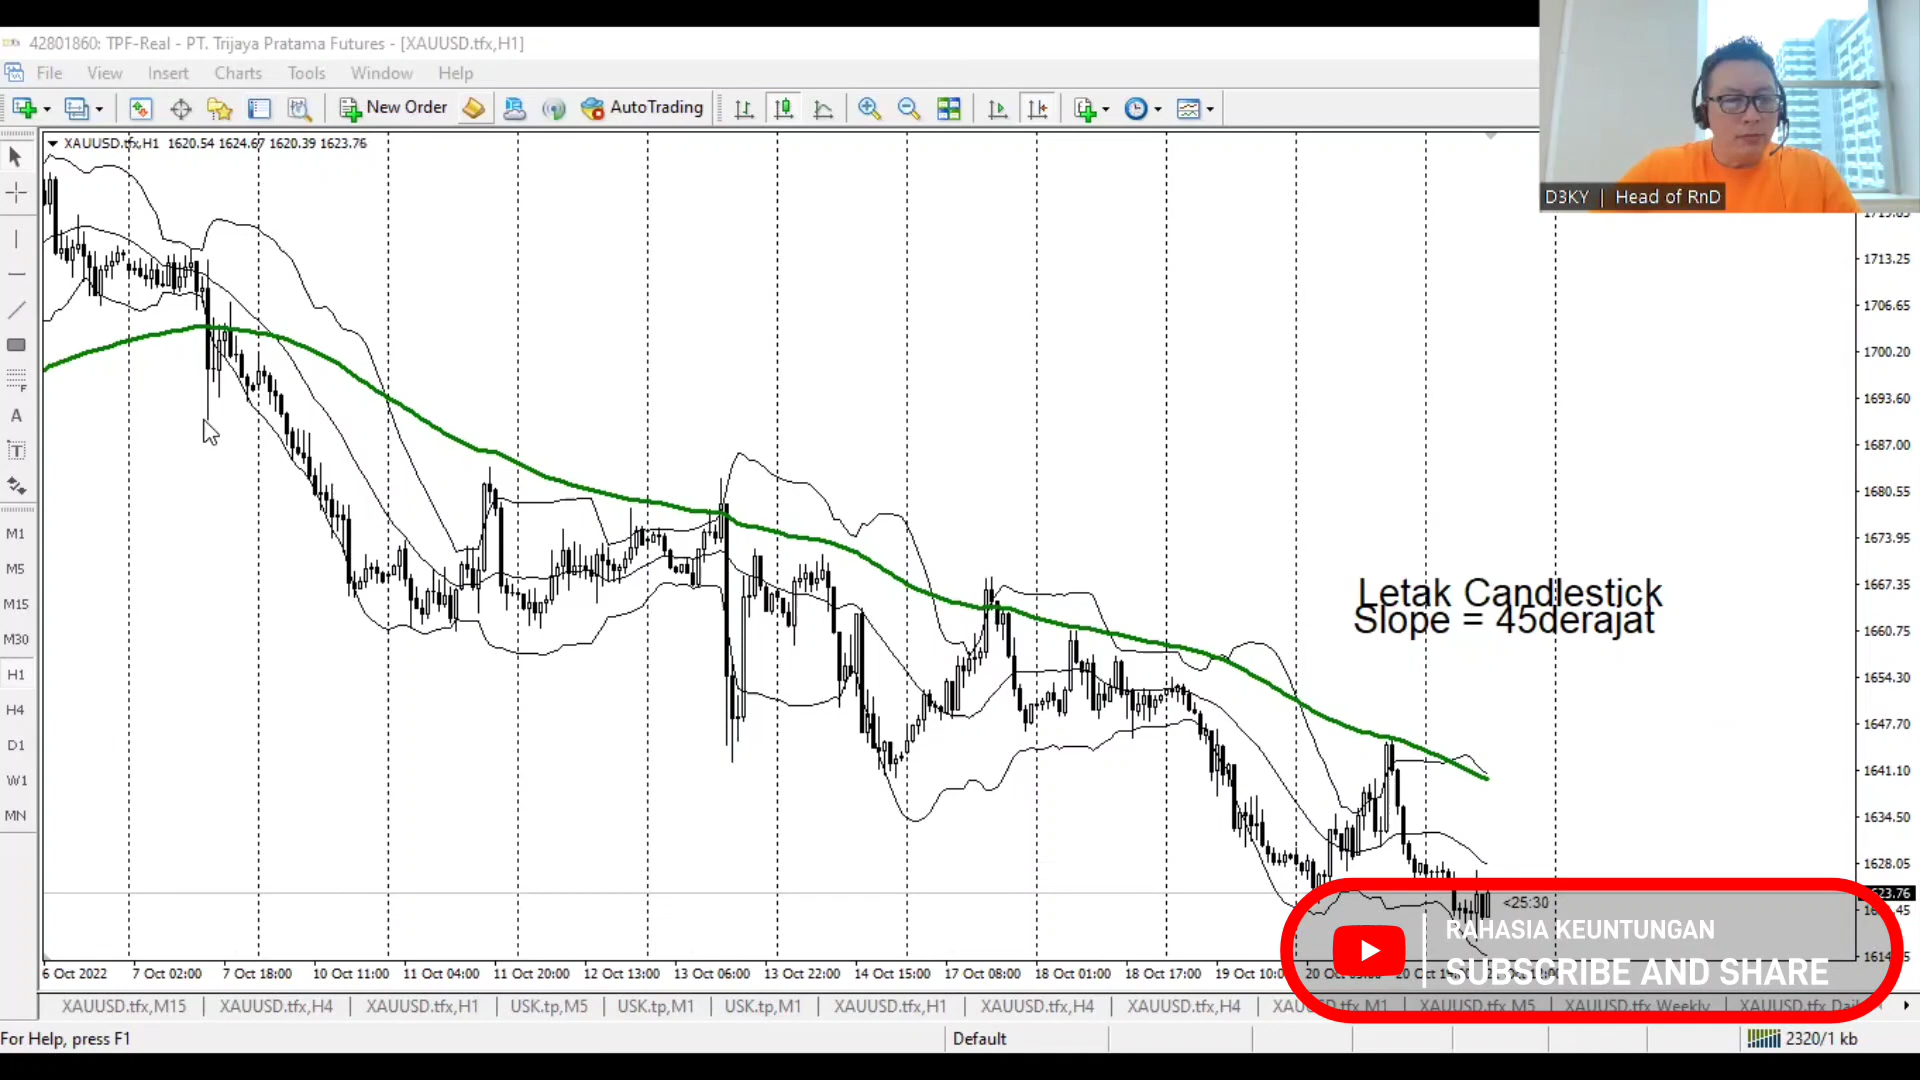 42801860: TPF-Real - PT. Trijaya Pratama Futures - [XAUUSD.tfx,H1]
File View Insert Charts Tools Window Help
New Order AutoTrading
D3KY | Head of RnD
XAUUSD.tfx,H1 1620.54 1624.67 1620.39 1623.76
1713.25
1706.65
1700.20
1693.60
1687.00
1680.55
1673.95
1667.35
1660.75
1654.30
1647.70
1641.10
1634.50
1628.05
A
T
M1
M5
M15
M30
H1
H4
D1
W1
MN
Letak Candlestick
Slope = 45derajat
<25:30
RAHASIA KEUNTUNGAN
SUBSCRIBE AND SHARE
6 Oct 2022 7 Oct 02:00 7 Oct 18:00 10 Oct 11:00 11 Oct 04:00 11 Oct 20:00 12 Oct 13:00 13 Oct 06:00 13 Oct 22:00 14 Oct 15:00 17 Oct 08:00 18 Oct 01:00 18 Oct 17:00
XAUUSD.tfx,M15 XAUUSD.tfx,H4 XAUUSD.tfx,H1 USK.tp,M5 USK.tp,M1 USK.tp,M1 XAUUSD.tfx,H1 XAUUSD.tfx,H4 XAUUSD.tfx,H4 XAUUSD.tfx,M5 XAUUSD.tfx,Weekly
For Help, press F1 Default 2320/1 kb